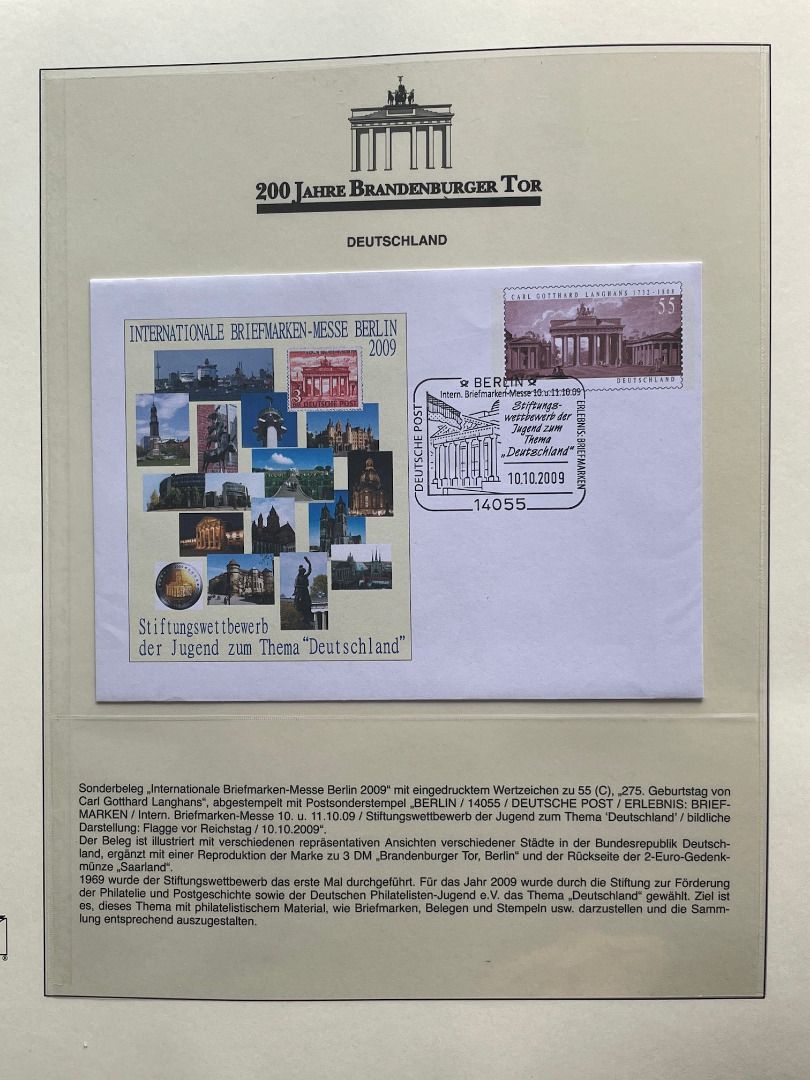 200 JAHRE BRANDENBURGER TOR
DEUTSCHLAND
INTERNATIONALE BRIEFMARKEN-MESSE BERLIN
2009
3
CARL GOTTHARD LANGHANS 1732-1808
55
DEUTSCHLAND
BERLIN
Intern. Briefmarken-Messe 10.u.11.10.09
Stiftungs-
wettbewerb der
Jugend zum
Thema
„Deutschland"
10.10.2009
14055
DEUTSCHE POST
ERLEBNIS: BRIEFMARKEN
Stiftungswettbewerb
der Jugend zum Thema "Deutschland"
Sonderbeleg „Internationale Briefmarken-Messe Berlin 2009" mit eingedrucktem Wertzeichen zu 55 (C), „275. Geburtstag von
Carl Gotthard Langhans", abgestempelt mit Postsonderstempel „BERLIN / 14055 / DEUTSCHE POST / ERLEBNIS: BRIEF-
MARKEN / Intern. Briefmarken-Messe 10. u. 11.10.09 / Stiftungswettbewerb der Jugend zum Thema 'Deutschland' / bildliche
Darstellung: Flagge vor Reichstag / 10.10.2009".
Der Beleg ist illustriert mit verschiedenen repräsentativen Ansichten verschiedener Städte in der Bundesrepublik Deutsch-
land, ergänzt mit einer Reproduktion der Marke zu 3 DM „Brandenburger Tor, Berlin" und der Rückseite der 2-Euro-Gedenk-
münze „Saarland".
1969 wurde der Stiftungswettbewerb das erste Mal durchgeführt. Für das Jahr 2009 wurde durch die Stiftung zur Förderung
der Philatelie und Postgeschichte sowie der Deutschen Philatelisten-Jugend e.V. das Thema „Deutschland" gewählt. Ziel ist
es, dieses Thema mit philatelistischem Material, wie Briefmarken, Belegen und Stempeln usw. darzustellen und die Samm-
lung entsprechend auszugestalten.
®